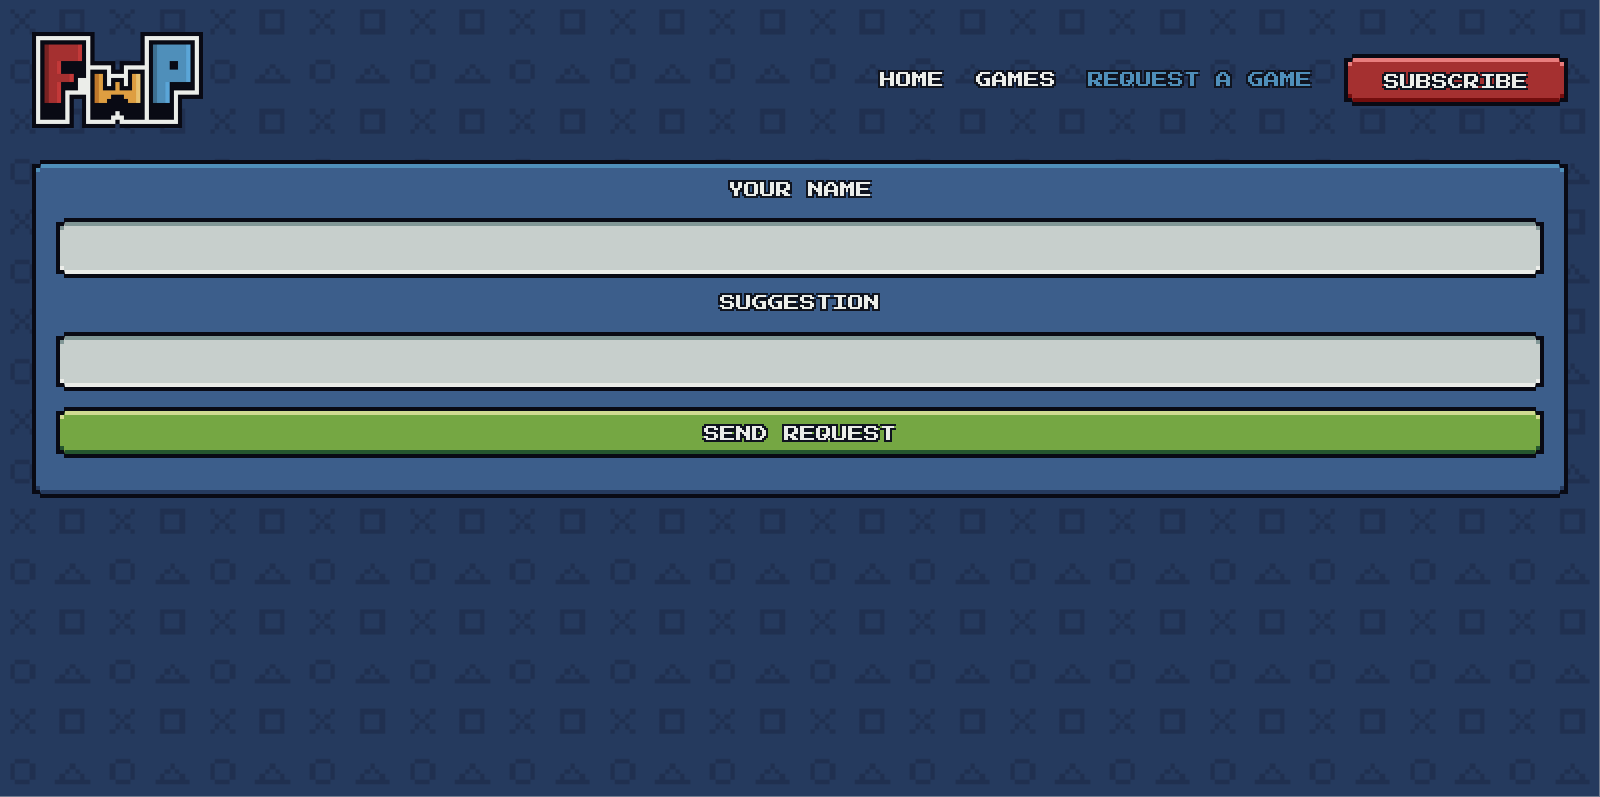 FWP
HOME GAMES REQUEST A GAME SUBSCRIBE
YOUR NAME
SUGGESTION
SEND REQUEST